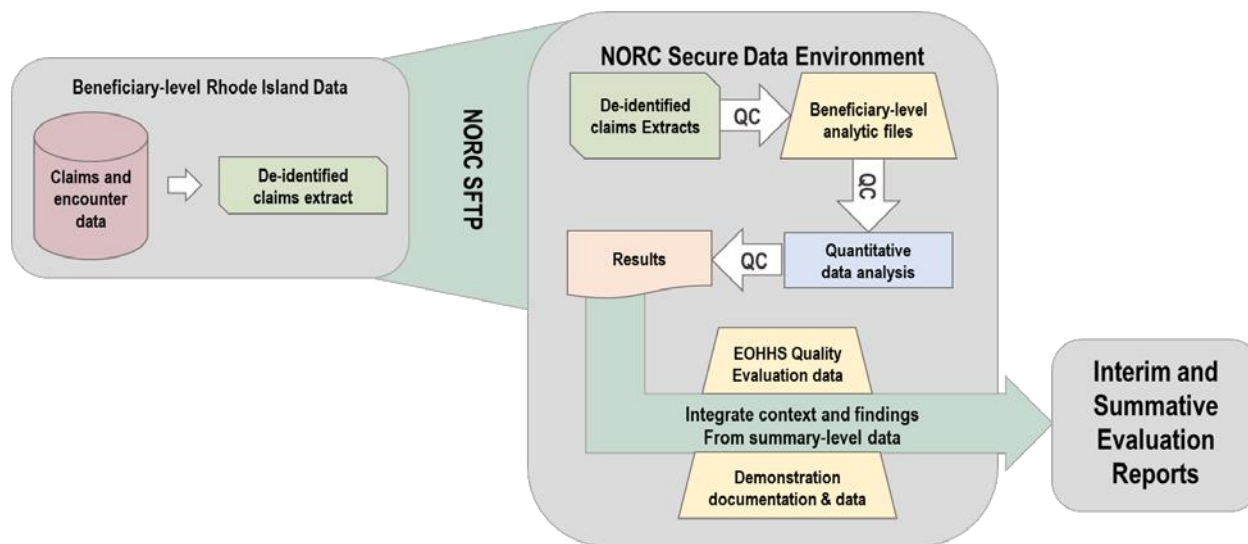 Beneficiary-level Rhode Island Data
Claims and
encounter
data
De-identified
claims extract
NORC SFTP
NORC Secure Data Environment
De-identified
claims Extracts
QC
Beneficiary-level
analytic files
QC
Quantitative
data analysis
QC
Results
EOHHS Quality
Evaluation data
Integrate context and findings
From summary-level data
Demonstration
documentation & data
Interim and
Summative
Evaluation
Reports